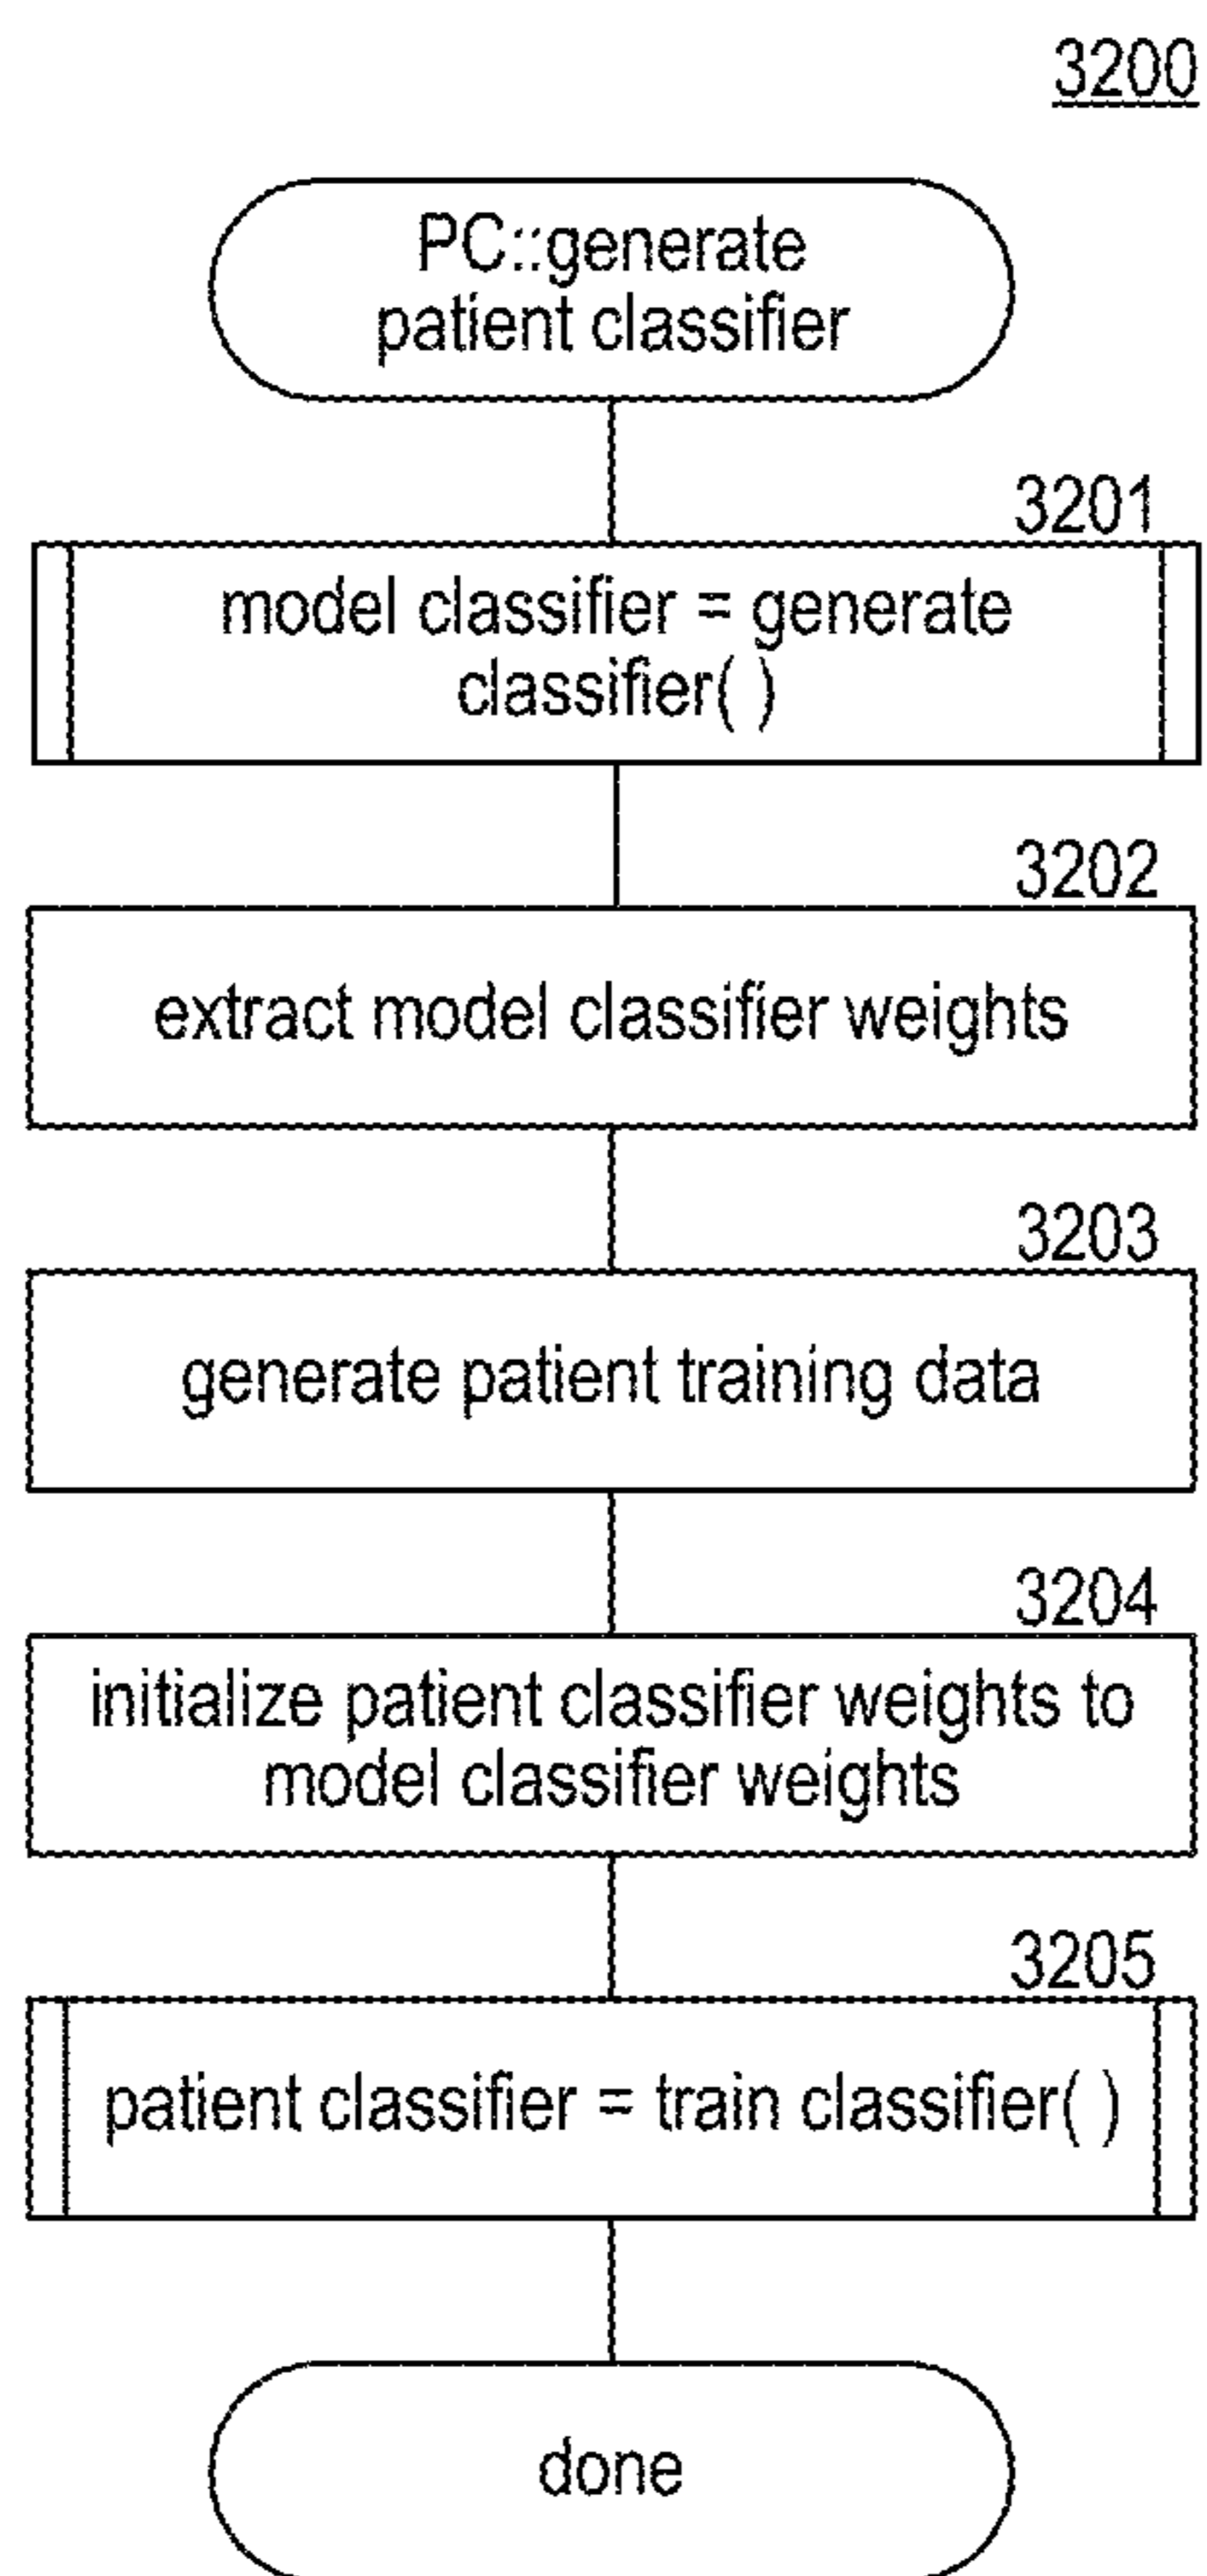 3200
PC::generate
patient classifier
3201
model classifier = generate
classifier( )
3202
extract model classifier weights
3203
generate patient training data
3204
initialize patient classifier weights to
model classifier weights
3205
patient classifier = train classifier( )
done